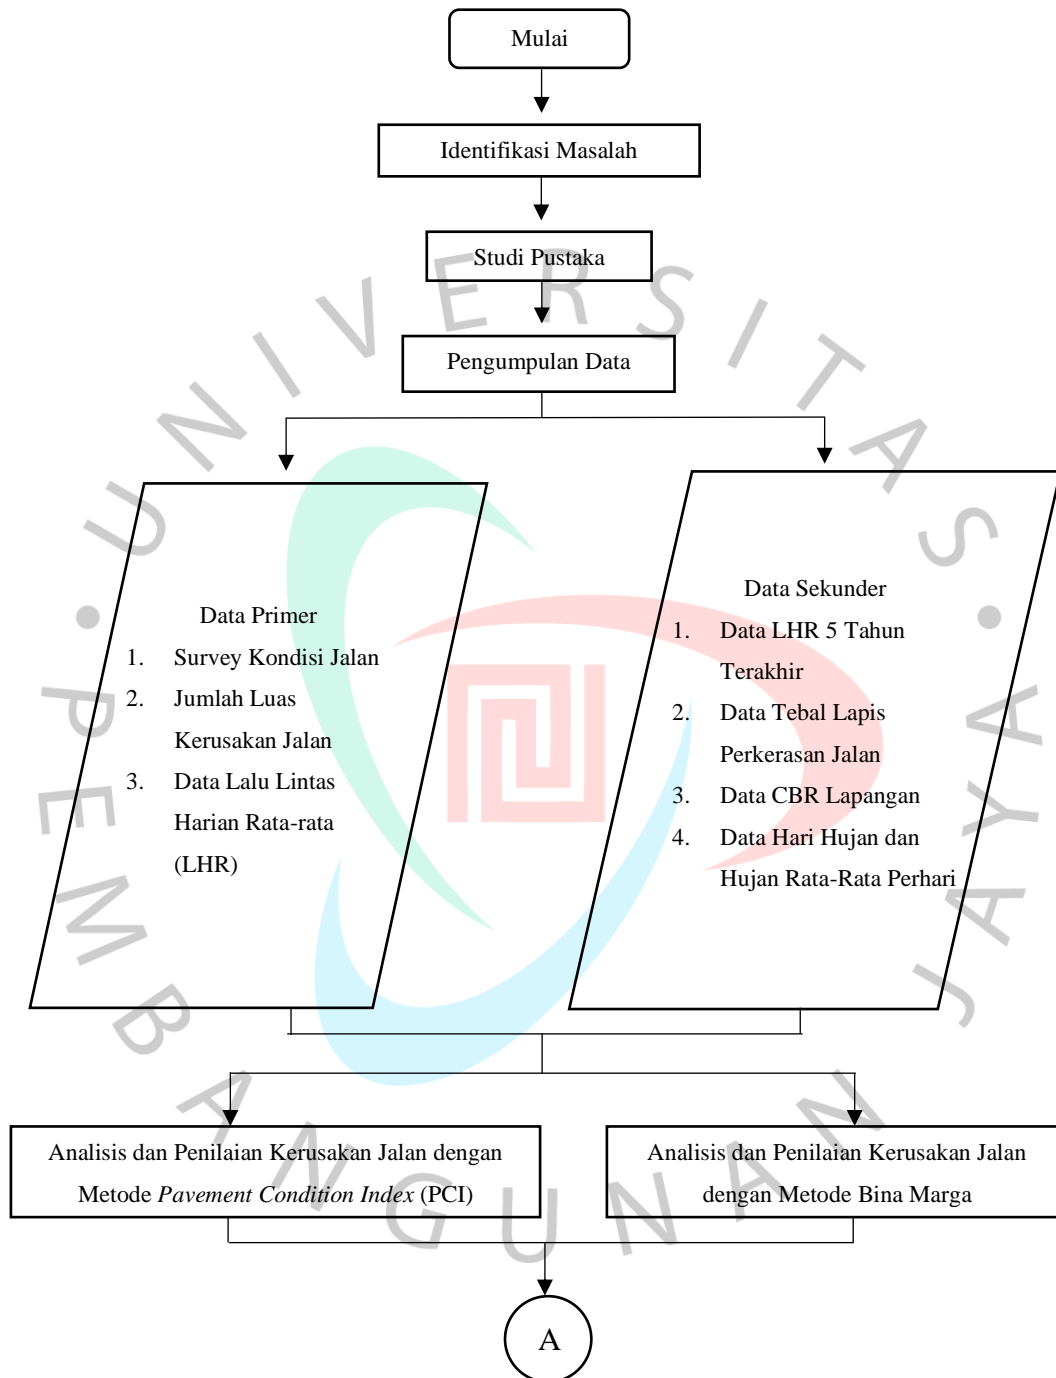 Mulai
Identifikasi Masalah
Studi Pustaka
Pengumpulan Data
Data Primer
1. Survey Kondisi Jalan
2. Jumlah Luas
Kerusakan Jalan
3. Data Lalu Lintas
Harian Rata-rata
(LHR)
Data Sekunder
1. Data LHR 5 Tahun
Terakhir
2. Data Tebal Lapis
Perkerasan Jalan
3. Data CBR Lapangan
4. Data Hari Hujan dan
Hujan Rata-Rata Perhari
Analisis dan Penilaian Kerusakan Jalan dengan
Metode Pavement Condition Index (PCI)
Analisis dan Penilaian Kerusakan Jalan
dengan Metode Bina Marga
A
UNIVERSITAS
PEMBANGUNAN JAYA